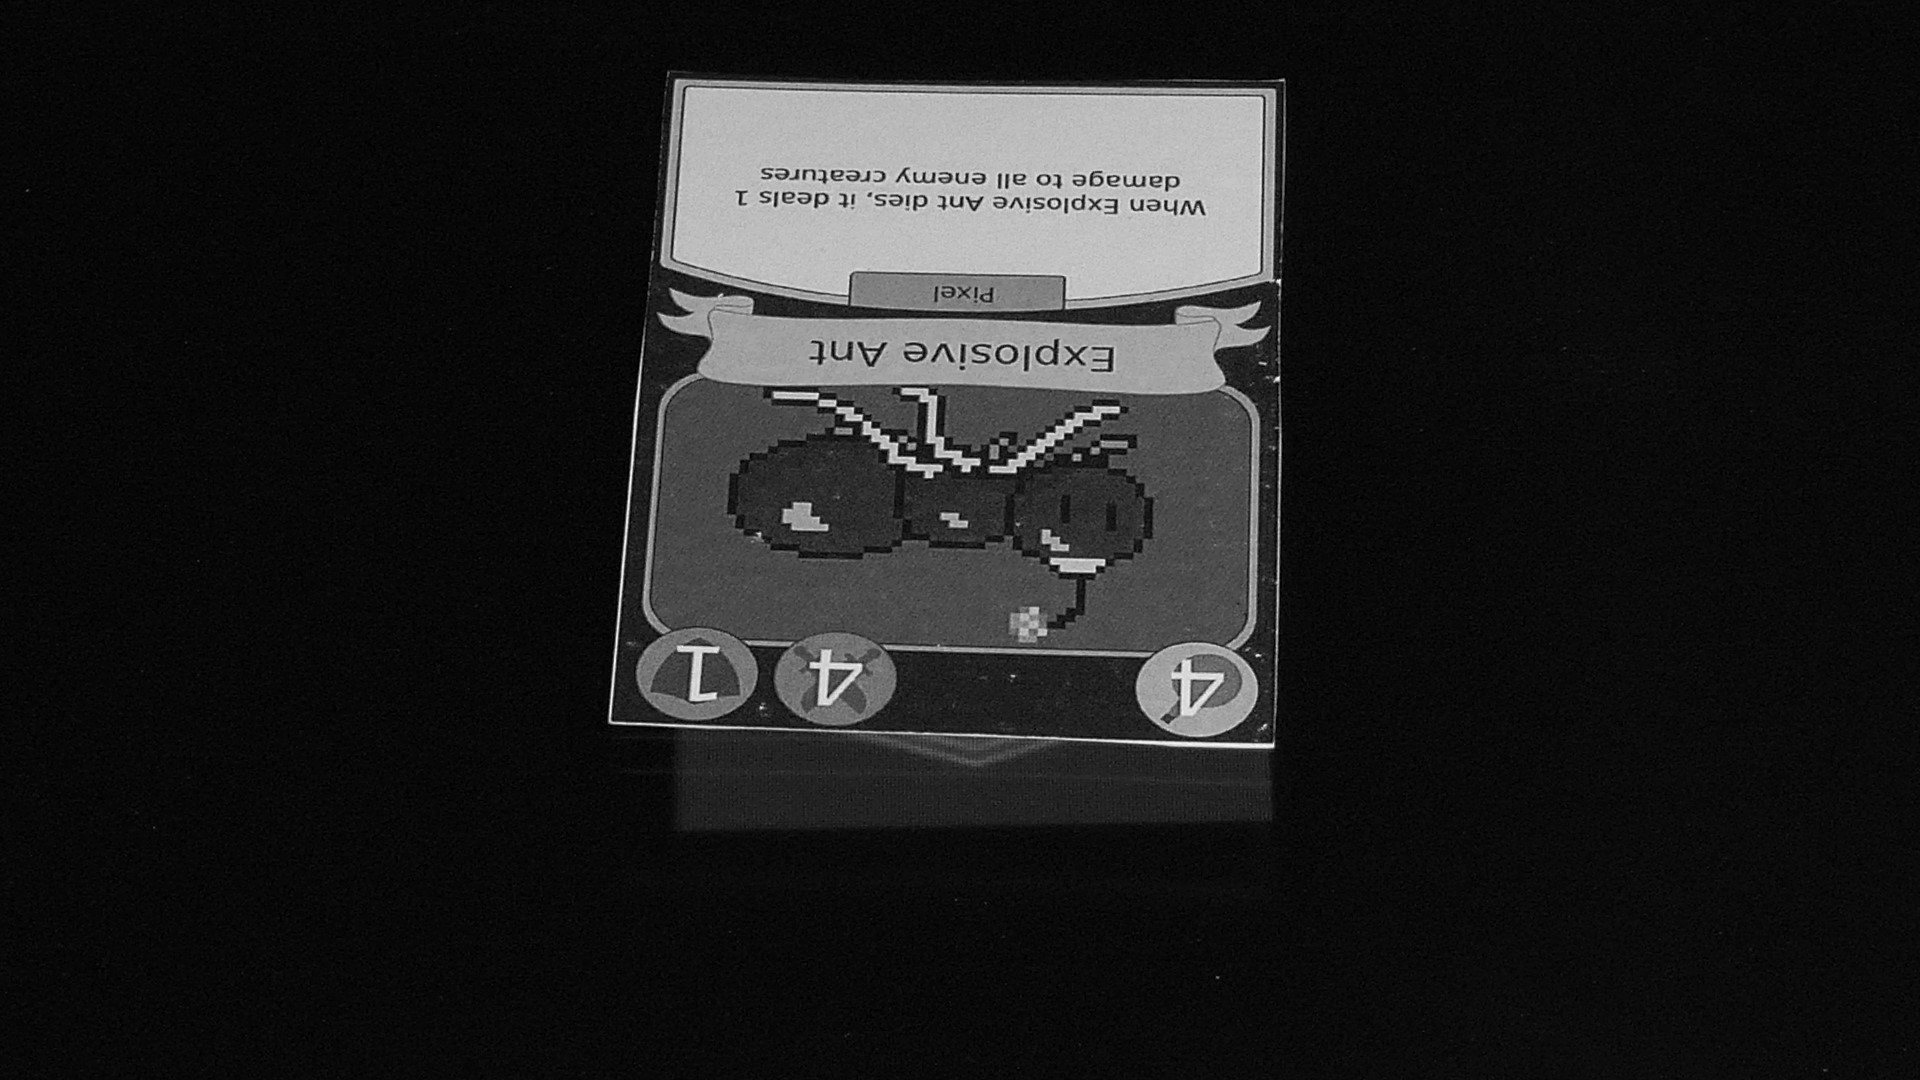 4 4 1
Explosive Ant
Pixel
When Explosive Ant dies, it deals 1
damage to all enemy creatures